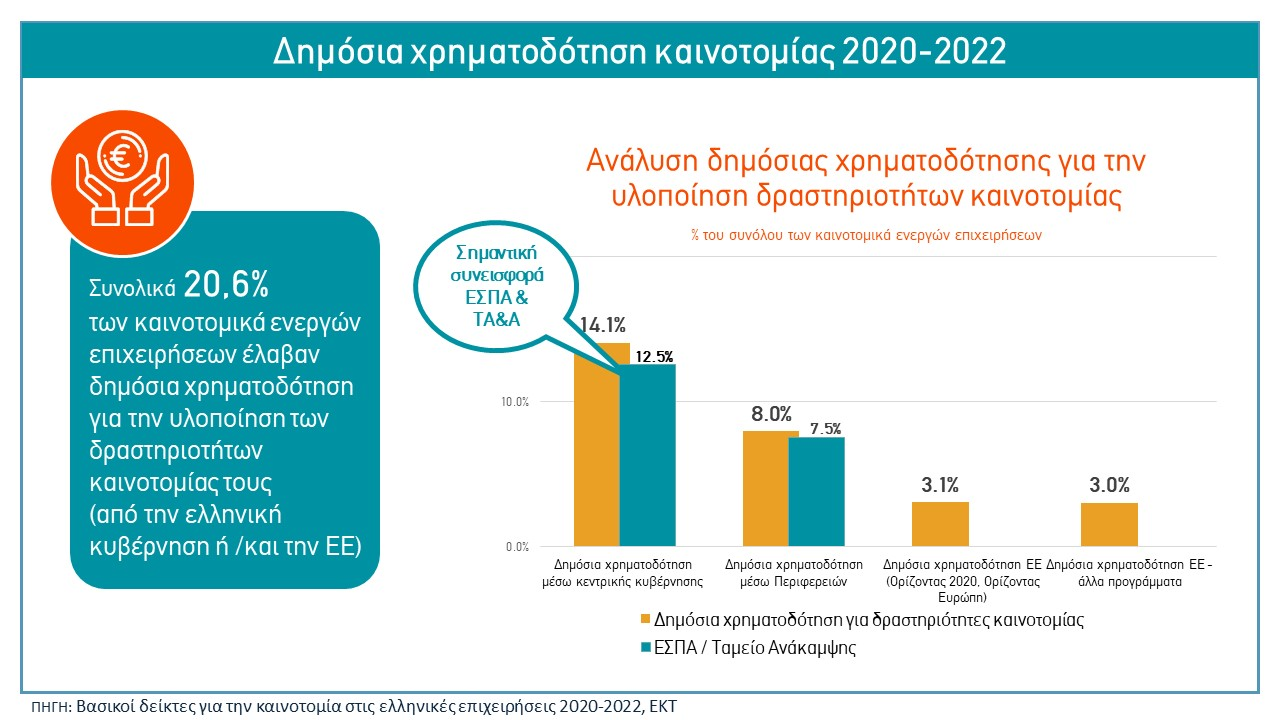 Δημόσια χρηματοδότηση καινοτομίας 2020-2022
Συνολικά 20,6%
των καινοτομικά ενεργών
επιχειρήσεων έλαβαν
δημόσια χρηματοδότηση
για την υλοποίηση των
δραστηριοτήτων
καινοτομίας τους
(από την ελληνική
κυβέρνηση ή /και την ΕΕ)
Ανάλυση δημόσιας χρηματοδότησης για την
υλοποίηση δραστηριοτήτων καινοτομίας
% του συνόλου των καινοτομικά ενεργών επιχειρήσεων
Σημαντική
συνεισφορά
ΕΣΠΑ &
ΤΑ&Α
14.1%
12.5%
10.0%
8.0%
7.5%
3.1%
3.0%
0.0%
Δημόσια χρηματοδότηση
μέσω κεντρικής κυβέρνησης
Δημόσια χρηματοδότηση
μέσω Περιφερειών
Δημόσια χρηματοδότηση ΕΕ
(Ορίζοντας 2020, Ορίζοντας
Ευρώπη)
Δημόσια χρηματοδότηση ΕΕ -
άλλα προγράμματα
Δημόσια χρηματοδότηση για δραστηριότητες καινοτομίας
ΕΣΠΑ / Ταμείο Ανάκαμψης
ΠΗΓΗ: Βασικοί δείκτες για την καινοτομία στις ελληνικές επιχειρήσεις 2020-2022, ΕΚΤ